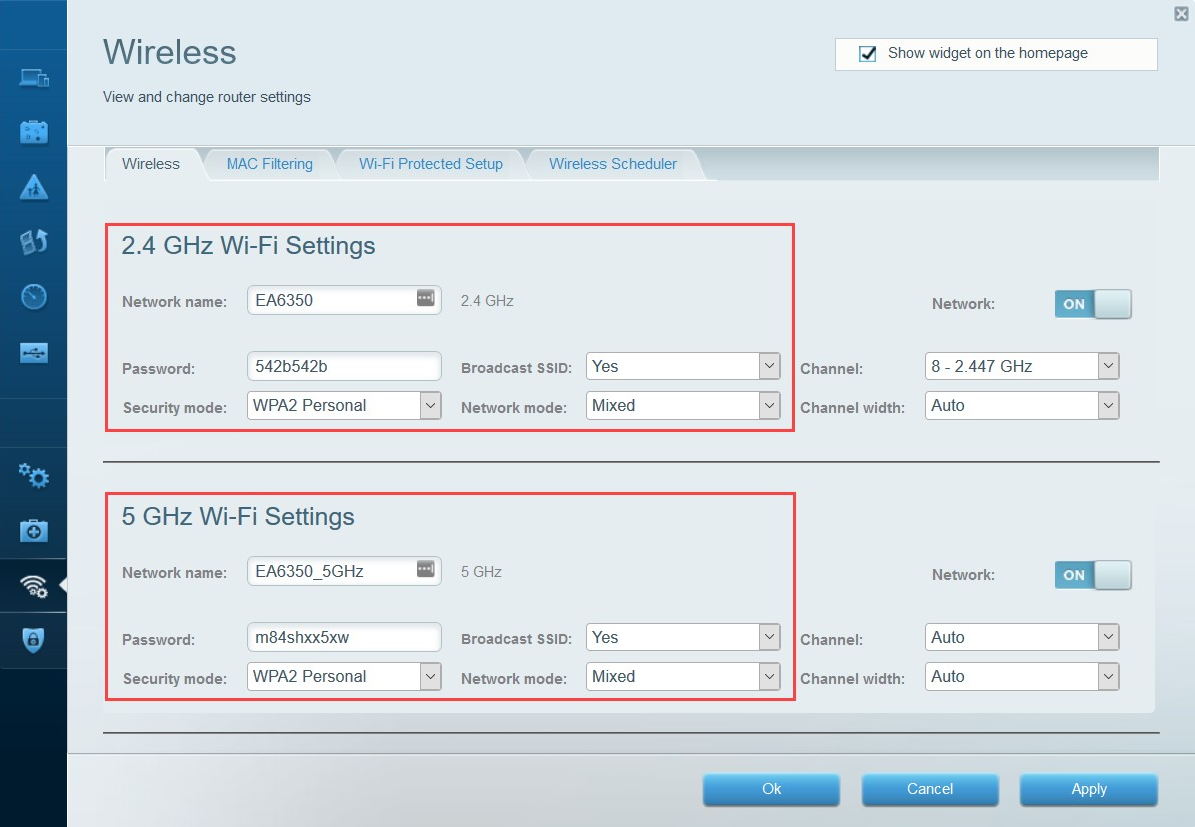 Wireless
Show widget on the homepage
View and change router settings
Wireless MAC Filtering Wi-Fi Protected Setup Wireless Scheduler
2.4 GHz Wi-Fi Settings
Network name: EA6350 2.4 GHz Network: ON
Password: 542b542b Broadcast SSID: Yes Channel: 8 - 2.447 GHz
Security mode: WPA2 Personal Network mode: Mixed Channel width: Auto
5 GHz Wi-Fi Settings
Network name: EA6350_5GHz 5 GHz Network: ON
Password: m84shxx5xw Broadcast SSID: Yes Channel: Auto
Security mode: WPA2 Personal Network mode: Mixed Channel width: Auto
Ok Cancel Apply